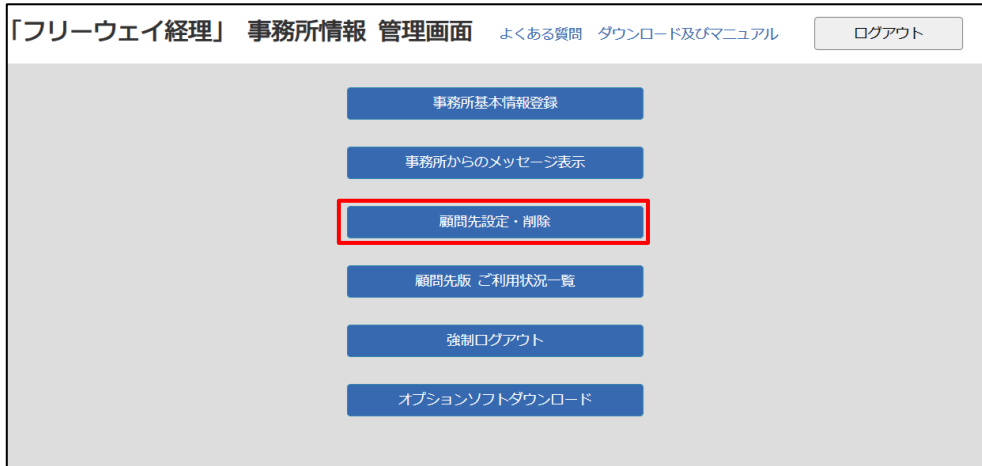 「フリーウェイ経理」 事務所情報 管理画面 よくある質問 ダウンロード及びマニュアル ログアウト
事務所基本情報登録
事務所からのメッセージ表示
顧問先設定・削除
顧問先版 ご利用状況一覧
強制ログアウト
オプションソフトダウンロード